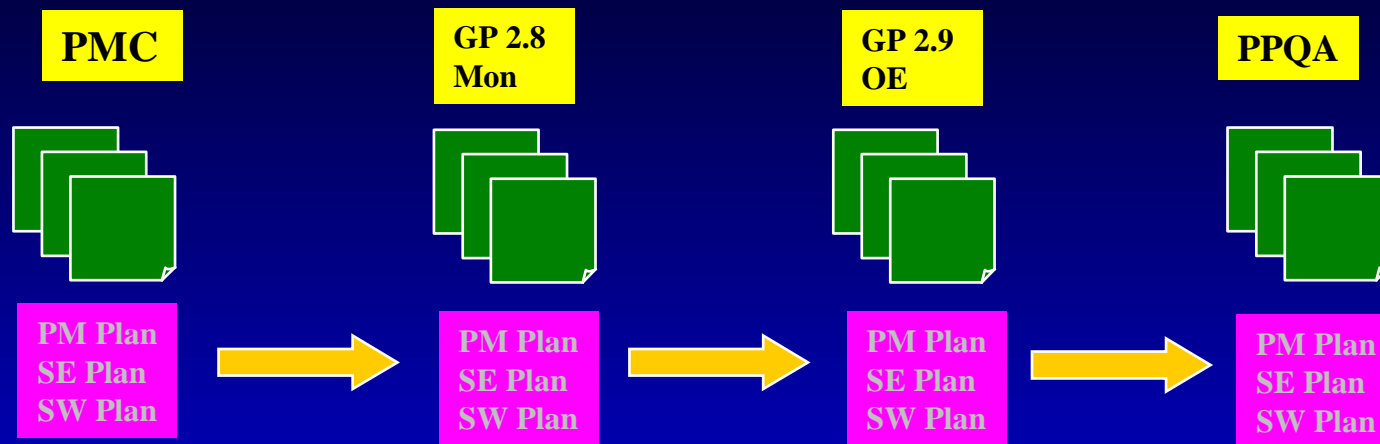 PMC
GP 2.8
Mon
GP 2.9
OE
PPQA
PM Plan
SE Plan
SW Plan
PM Plan
SE Plan
SW Plan
PM Plan
SE Plan
SW Plan
PM Plan
SE Plan
SW Plan